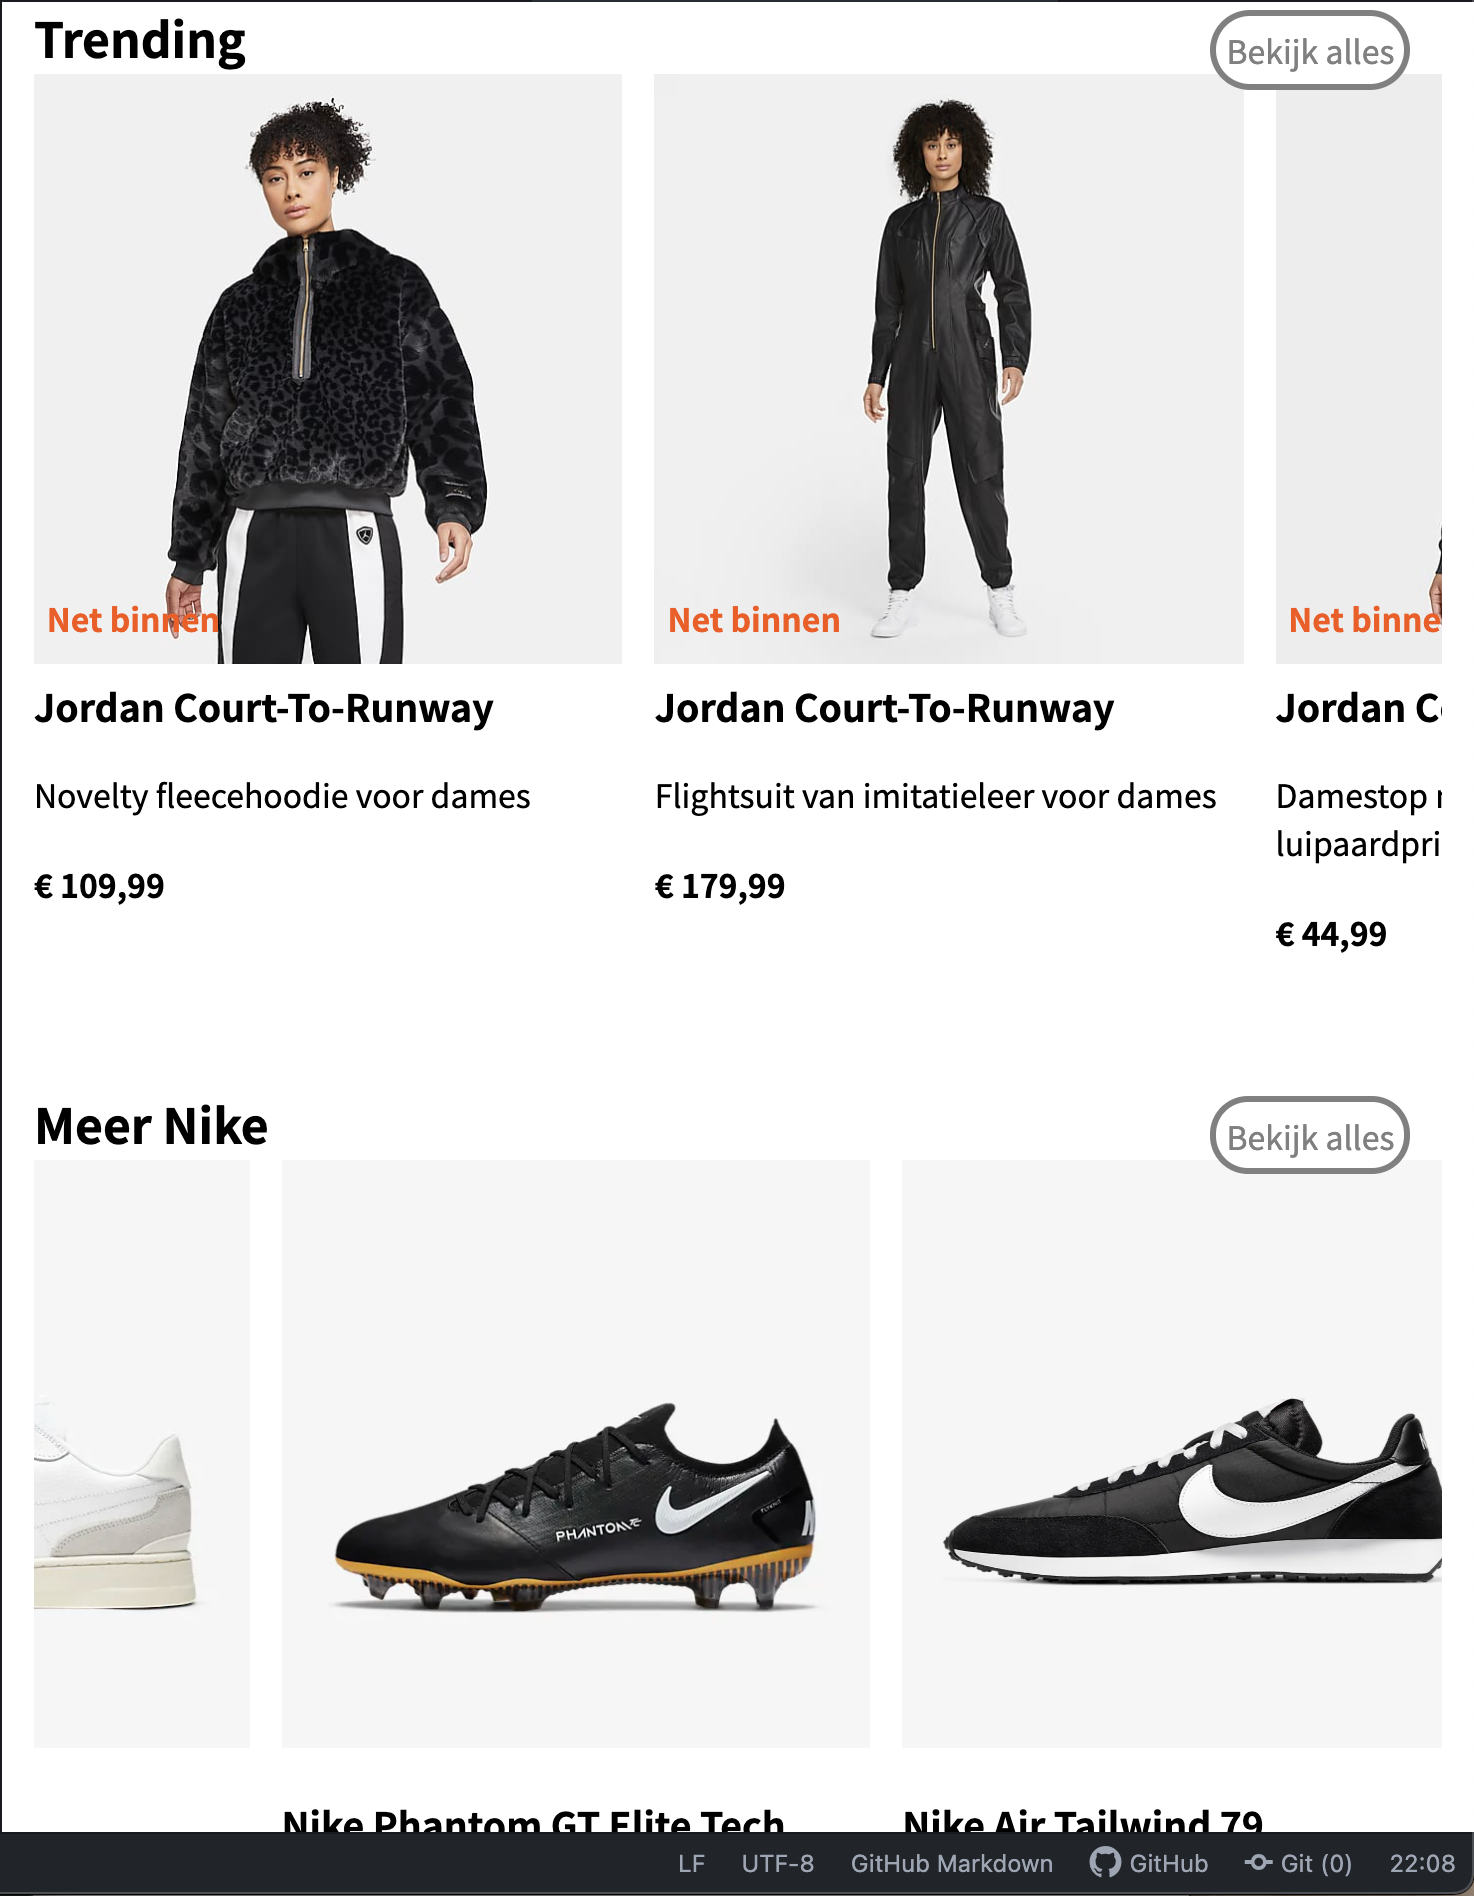 Trending
Bekijk alles
Net binnen
Net binnen
Net binne
Jordan Court-To-Runway
Jordan Court-To-Runway
Jordan C
Novelty fleecehoodie voor dames
Flightsuit van imitatieleer voor dames
Damestop
luipaardpri
€ 109,99
€ 179,99
€ 44,99
Meer Nike
Bekijk alles
PHANTOM
Nike Phantom GT Elite Tech
Nike Air Tailwind 79
LF UTF-8 GitHub Markdown GitHub Git (0) 22:08